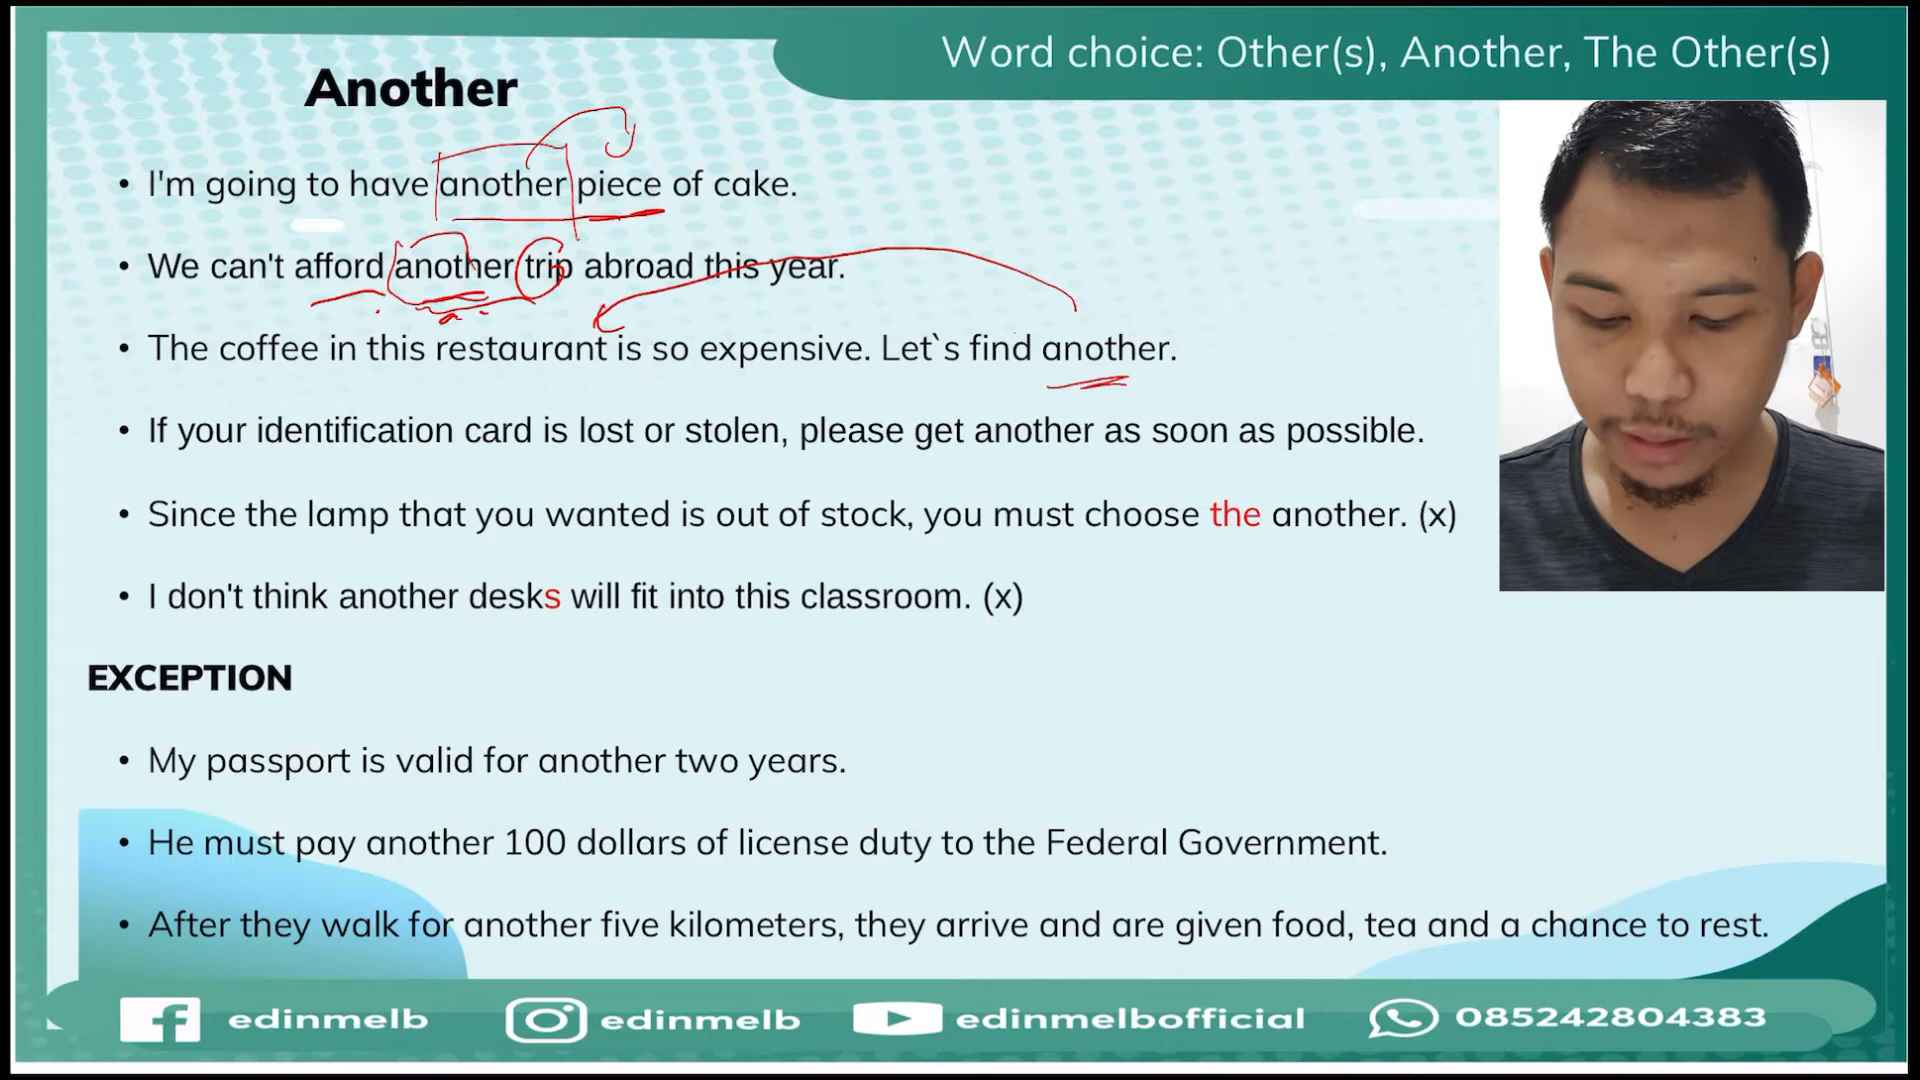 Word choice: Other(s), Another, The Other(s)
Another
• I'm going to have another piece of cake.
• We can't afford another trip abroad this year.
• The coffee in this restaurant is so expensive. Let`s find another.
• If your identification card is lost or stolen, please get another as soon as possible.
• Since the lamp that you wanted is out of stock, you must choose the another. (x)
• I don't think another desks will fit into this classroom. (x)
EXCEPTION
• My passport is valid for another two years.
• He must pay another 100 dollars of license duty to the Federal Government.
• After they walk for another five kilometers, they arrive and are given food, tea and a chance to rest.
edinmelb edinmelb edinmelbofficial 085242804383